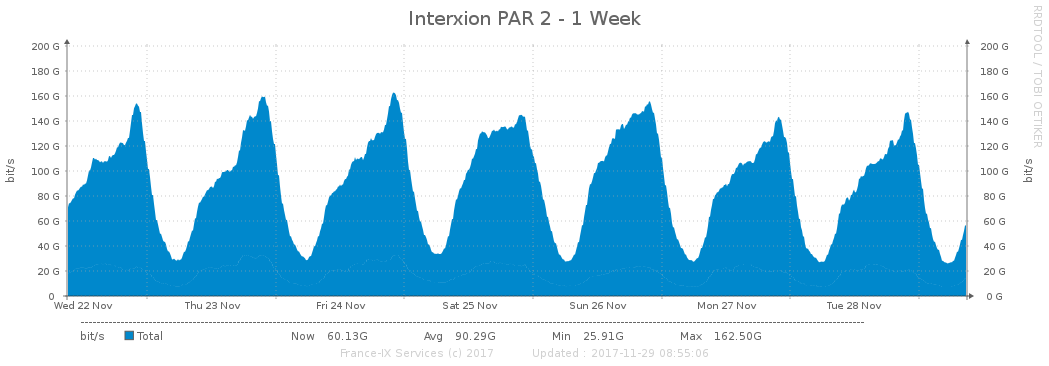 Interxion PAR 2 - 1 Week
RRDTOOL / TOBI OETIKER
bit/s
200 G 200 G
180 G 180 G
160 G 160 G
140 G 140 G
120 G 120 G
100 G 100 G
80 G 80 G
60 G 60 G
40 G 40 G
20 G 20 G
0 0 G
bit/s
Wed 22 Nov Thu 23 Nov Fri 24 Nov Sat 25 Nov Sun 26 Nov Mon 27 Nov Tue 28 Nov
bit/s Total Now 60.13G Avg 90.29G Min 25.91G Max 162.50G
France-IX Services (c) 2017 Updated : 2017-11-29 08:55:06